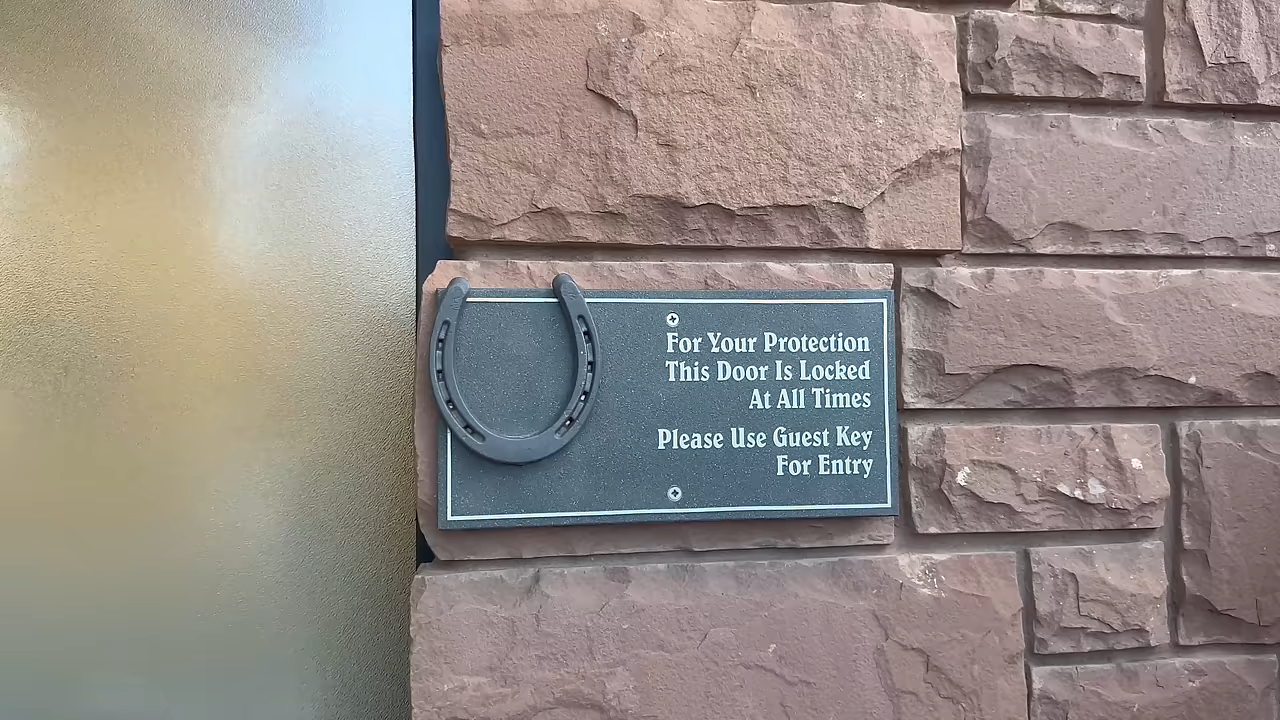 For Your Protection
This Door Is Locked
At All Times
Please Use Guest Key
For Entry